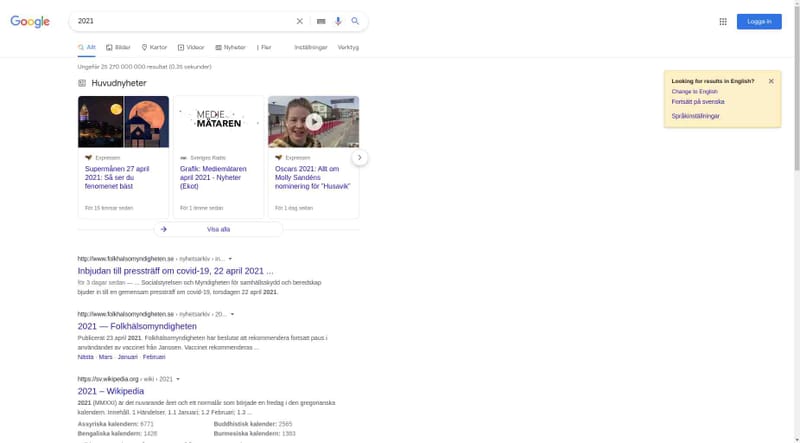 Google
2021
Logga in
Allt
Bilder
Kartor
Videor
Nyheter
Fler
Inställningar
Verktyg
Ungefär 25 270 000 000 resultat (0,26 sekunder)
Looking for results in English?
Change to English
Fortsätt på svenska
Språkinställningar
Huvudnyheter
MEDIE
MÄTAREN
Expressen
Supermånen 27 april
2021: Så ser du
fenomenet bäst
För 15 timmar sedan
Sveriges Radio
Grafik: Mediemätaren
april 2021 - Nyheter
(Ekot)
För 1 timme sedan
Expressen
Oscars 2021: Allt om
Molly Sandéns
nominering för "Husavik"
För 1 dag sedan
Visa alla
http://www.folkhalsomyndigheten.se › nyhetsarkiv › in...
Inbjudan till pressträff om covid-19, 22 april 2021 ...
för 3 dagar sedan — ... Socialstyrelsen och Myndigheten för samhällsskydd och beredskap
bjuder in till en gemensam pressträff om covid-19, torsdagen 22 april 2021.
http://www.folkhalsomyndigheten.se › nyhetsarkiv › 20...
2021 — Folkhälsomyndigheten
Publicerat 23 april 2021. Folkhälsomyndigheten har beslutat att rekommendera fortsatt paus i
användandet av vaccinet från Janssen. Vaccinet rekommenderas ...
Nästa · Mars · Januari · Februari
https://sv.wikipedia.org › wiki › 2021
2021 – Wikipedia
2021 (MMXXI) är det nuvarande året och ett normalår som började en fredag i den gregorianska
kalendern. Innehåll. 1 Händelser. 1.1 Januari; 1.2 Februari; 1.3 ...
Assyriska kalendern: 6771
Buddhistisk kalender: 2565
Bengaliska kalendern: 1428
Burmesiska kalender: 1383